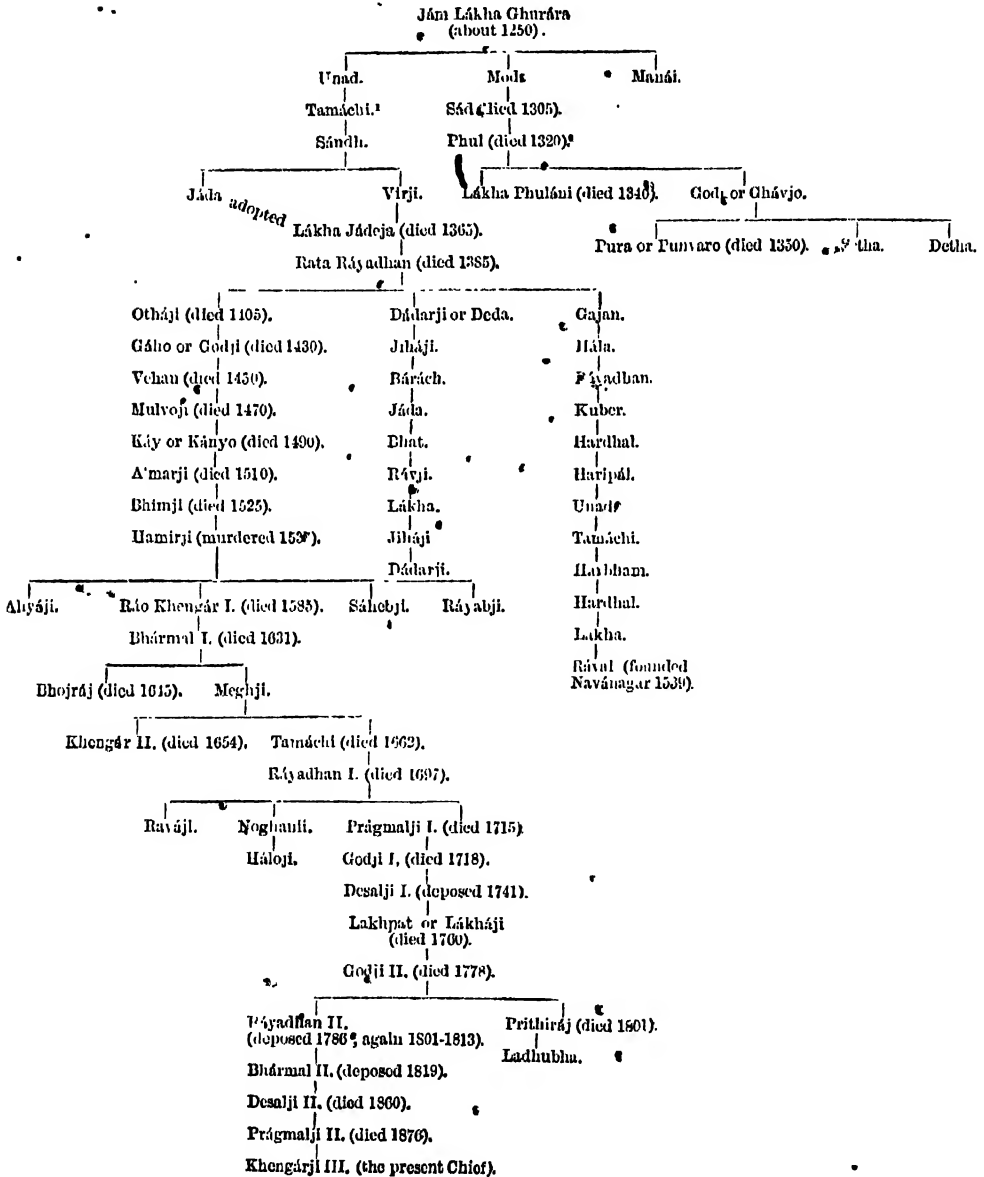 Jám Lákha Ghurára
(about 1250).
Unad. Mod. Manái.
Tamáchi.¹ Sád (died 1305).
Sándh. Phul (died 1320).²
Jáda adopted Virji. Lákha Phuláni (died 1340) God, or Ghávjo.
Lákha Jádeja (died 1365). Pura or Punvaro (died 1350). Detha.
Rata Ráyadhan (died 1385).
Otháji (died 1405). Dádarji or Deda. Gajan.
Gáho or Godji (died 1430). Jiháji. Hála.
Vehan (died 1450). Bárách. Ráyadhan.
Mulvoji (died 1470). Jáda. Kuber.
Káy or Kányo (died 1490). Bhat. Hardhal.
A'marji (died 1510). Rávji. Haripál.
Bhimji (died 1525). Lákha. Unad
Hamirji (murdered 153 ). Jiháji Tamáchi.
Dádarji. Harbham.
Aliyáji. Ráo Khengár I. (died 1585). Sáhebji. Ráyabji. Hardhal.
Bhármal I. (died 1631). Lakha.
Bhojráj (died 1645). Meghji. Rával (founded
Navánagar 1539).
Khengár II. (died 1654). Tamáchi (died 1662).
Ráyadhan I. (died 1697).
Raváji. Noghanji. Prágmalji I. (died 1715)
Háloji. Godji I, (died 1718).
Desalji I. (deposed 1741).
Lakhpat or Lákháji
(died 1760).
Godji II. (died 1778).
Ráyadhan II. Prithiráj (died 1801).
(deposed 1786, again 1801-1813). Ladhubha.
Bhármal II. (deposed 1819).
Desalji II. (died 1860).
Prágmalji II. (died 1876).
Khengárji III. (the present Chief).